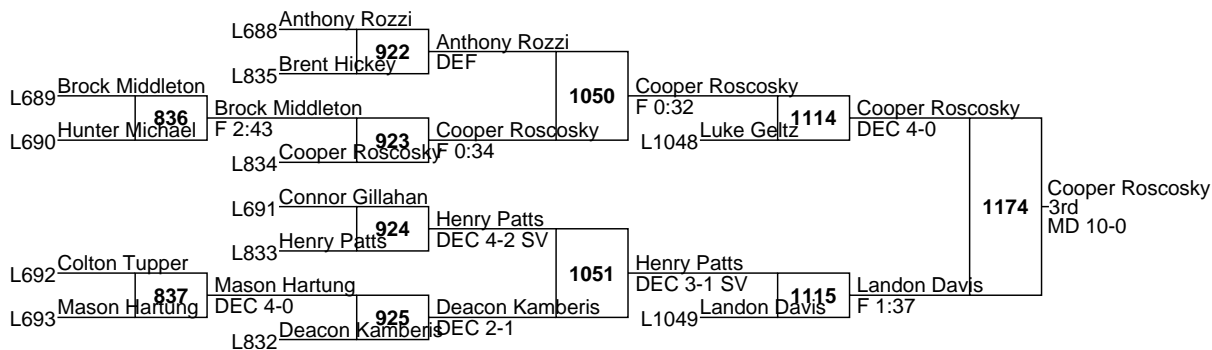 L688 Anthony Rozzi
922 Anthony Rozzi
DEF
L835 Brent Hickey
L689 Brock Middleton
836 Brock Middleton
F 2:43
L690 Hunter Michael
923 Cooper Roscosky
F 0:34
L834 Cooper Roscosky
1050 Cooper Roscosky
F 0:32
L1048 Luke Geltz
1114 Cooper Roscosky
DEC 4-0
L691 Connor Gillahan
924 Henry Patts
DEC 4-2 SV
L833 Henry Patts
L692 Colton Tupper
837 Mason Hartung
DEC 4-0
L693 Mason Hartung
925 Deacon Kamberis
DEC 2-1
L832 Deacon Kamberis
1051 Henry Patts
DEC 3-1 SV
L1049 Landon Davis
1115 Landon Davis
F 1:37
1174 Cooper Roscosky
3rd
MD 10-0